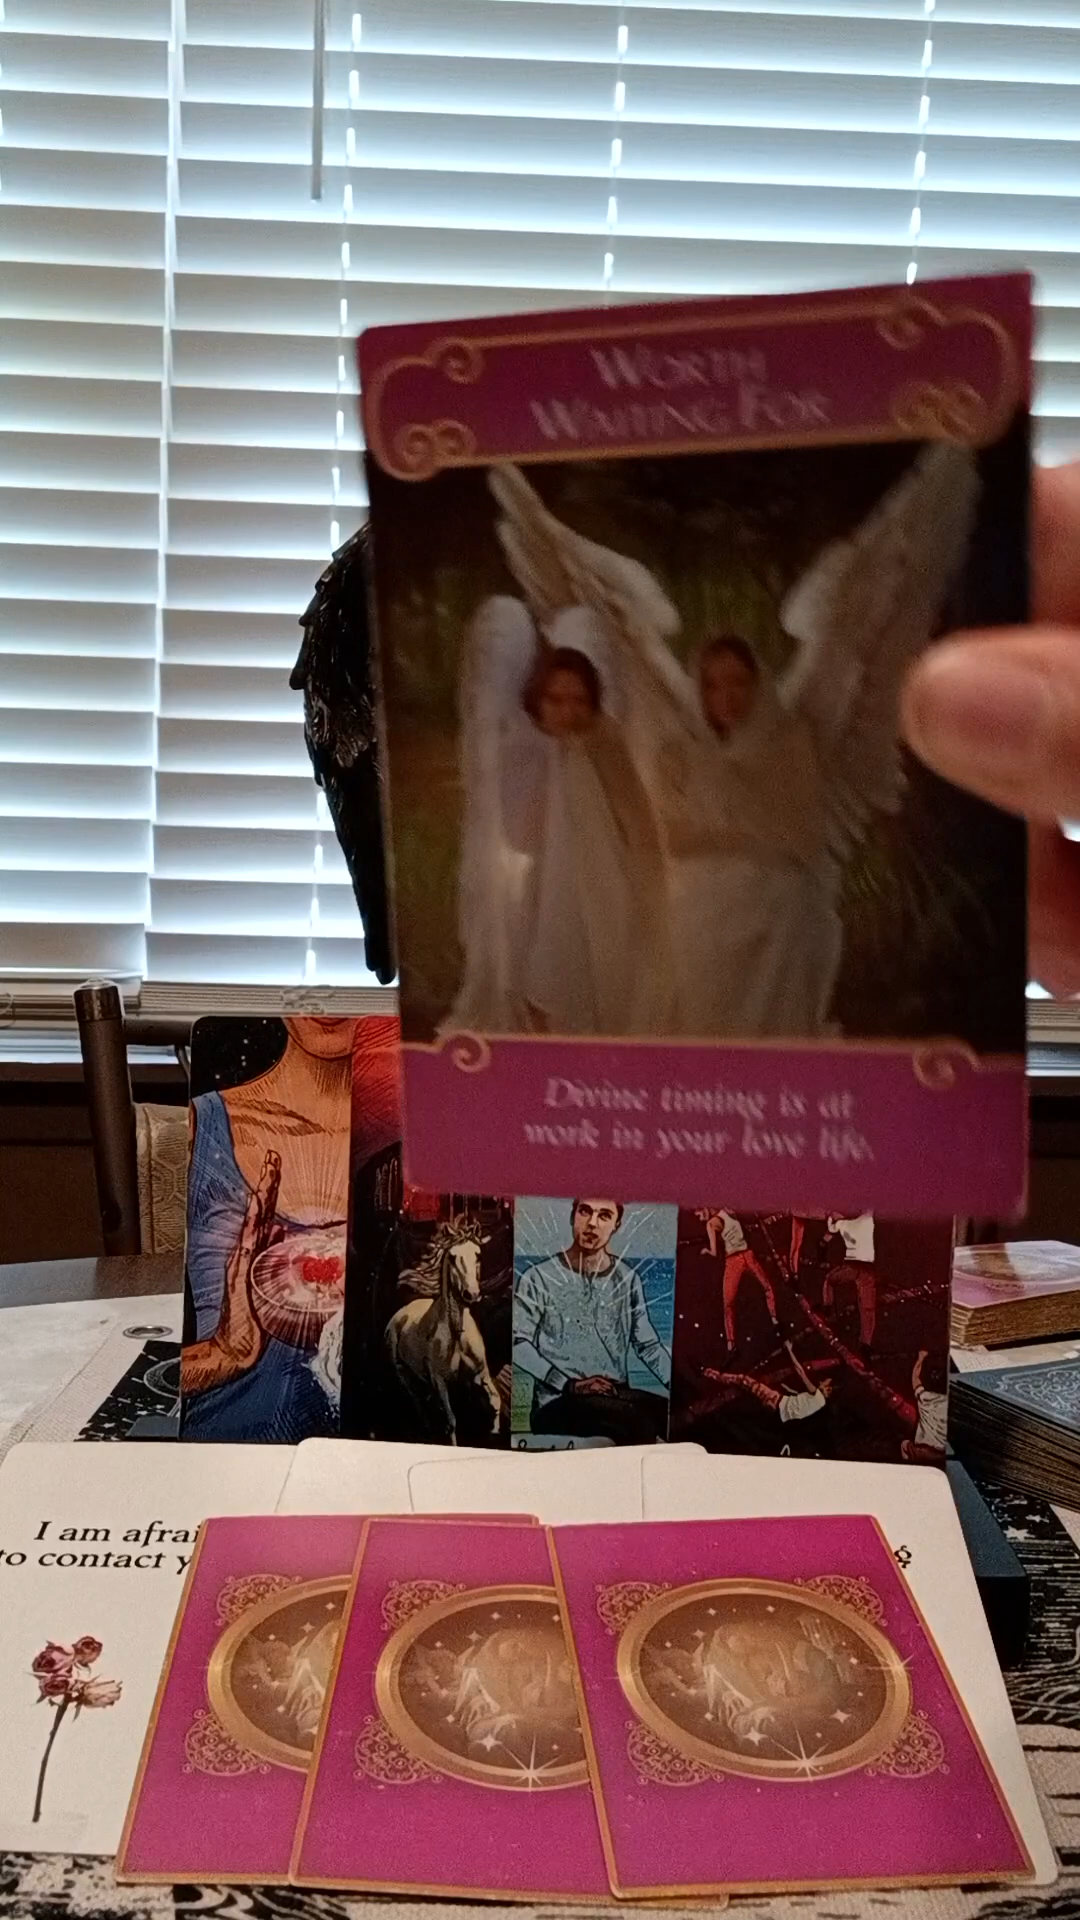 WORTH
WAITING FOR
Divine timing is at
work in your love life.
I am afrai
to contact y
g